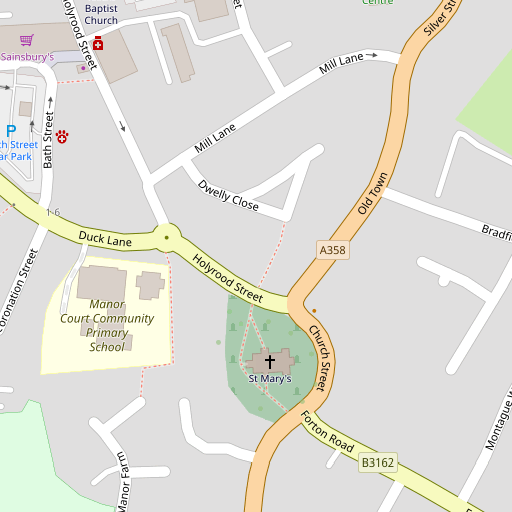 Baptist
Church
Centre
Holyrood Street
Silver Str
Sainsbury's
Mill Lane
Bath Street
Mill Lane
P
th Street
ar Park
Dwelly Close
Old Town
1-6
Duck Lane
Bradfi
A358
Holyrood Street
Coronation Street
Manor
Court Community
Primary
School
Church Street
St Mary's
Forton Road
Montague W
Manor Farm
B3162